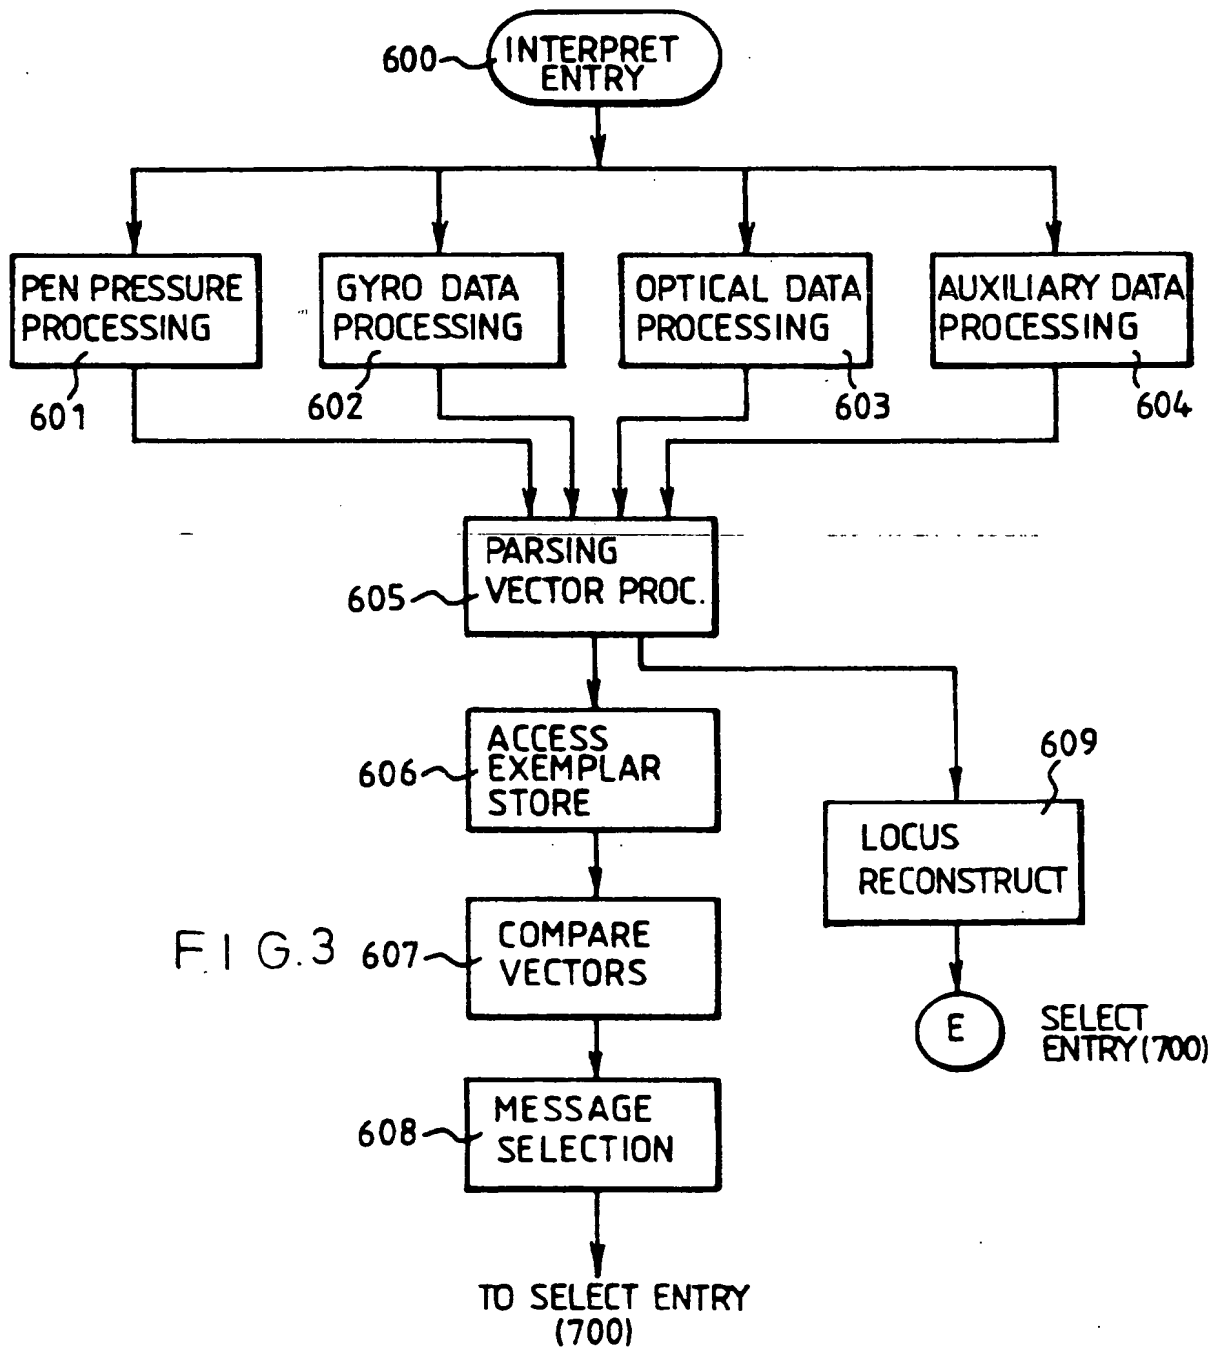 600
INTERPRET
ENTRY
PEN PRESSURE
PROCESSING
601
GYRO DATA
PROCESSING
602
OPTICAL DATA
PROCESSING
603
AUXILIARY DATA
PROCESSING
604
PARSING
VECTOR PROC.
605
ACCESS
EXEMPLAR
STORE
606
609
LOCUS
RECONSTRUCT
FIG.3
607
COMPARE
VECTORS
E
SELECT
ENTRY (700)
608
MESSAGE
SELECTION
TO SELECT ENTRY
(700)